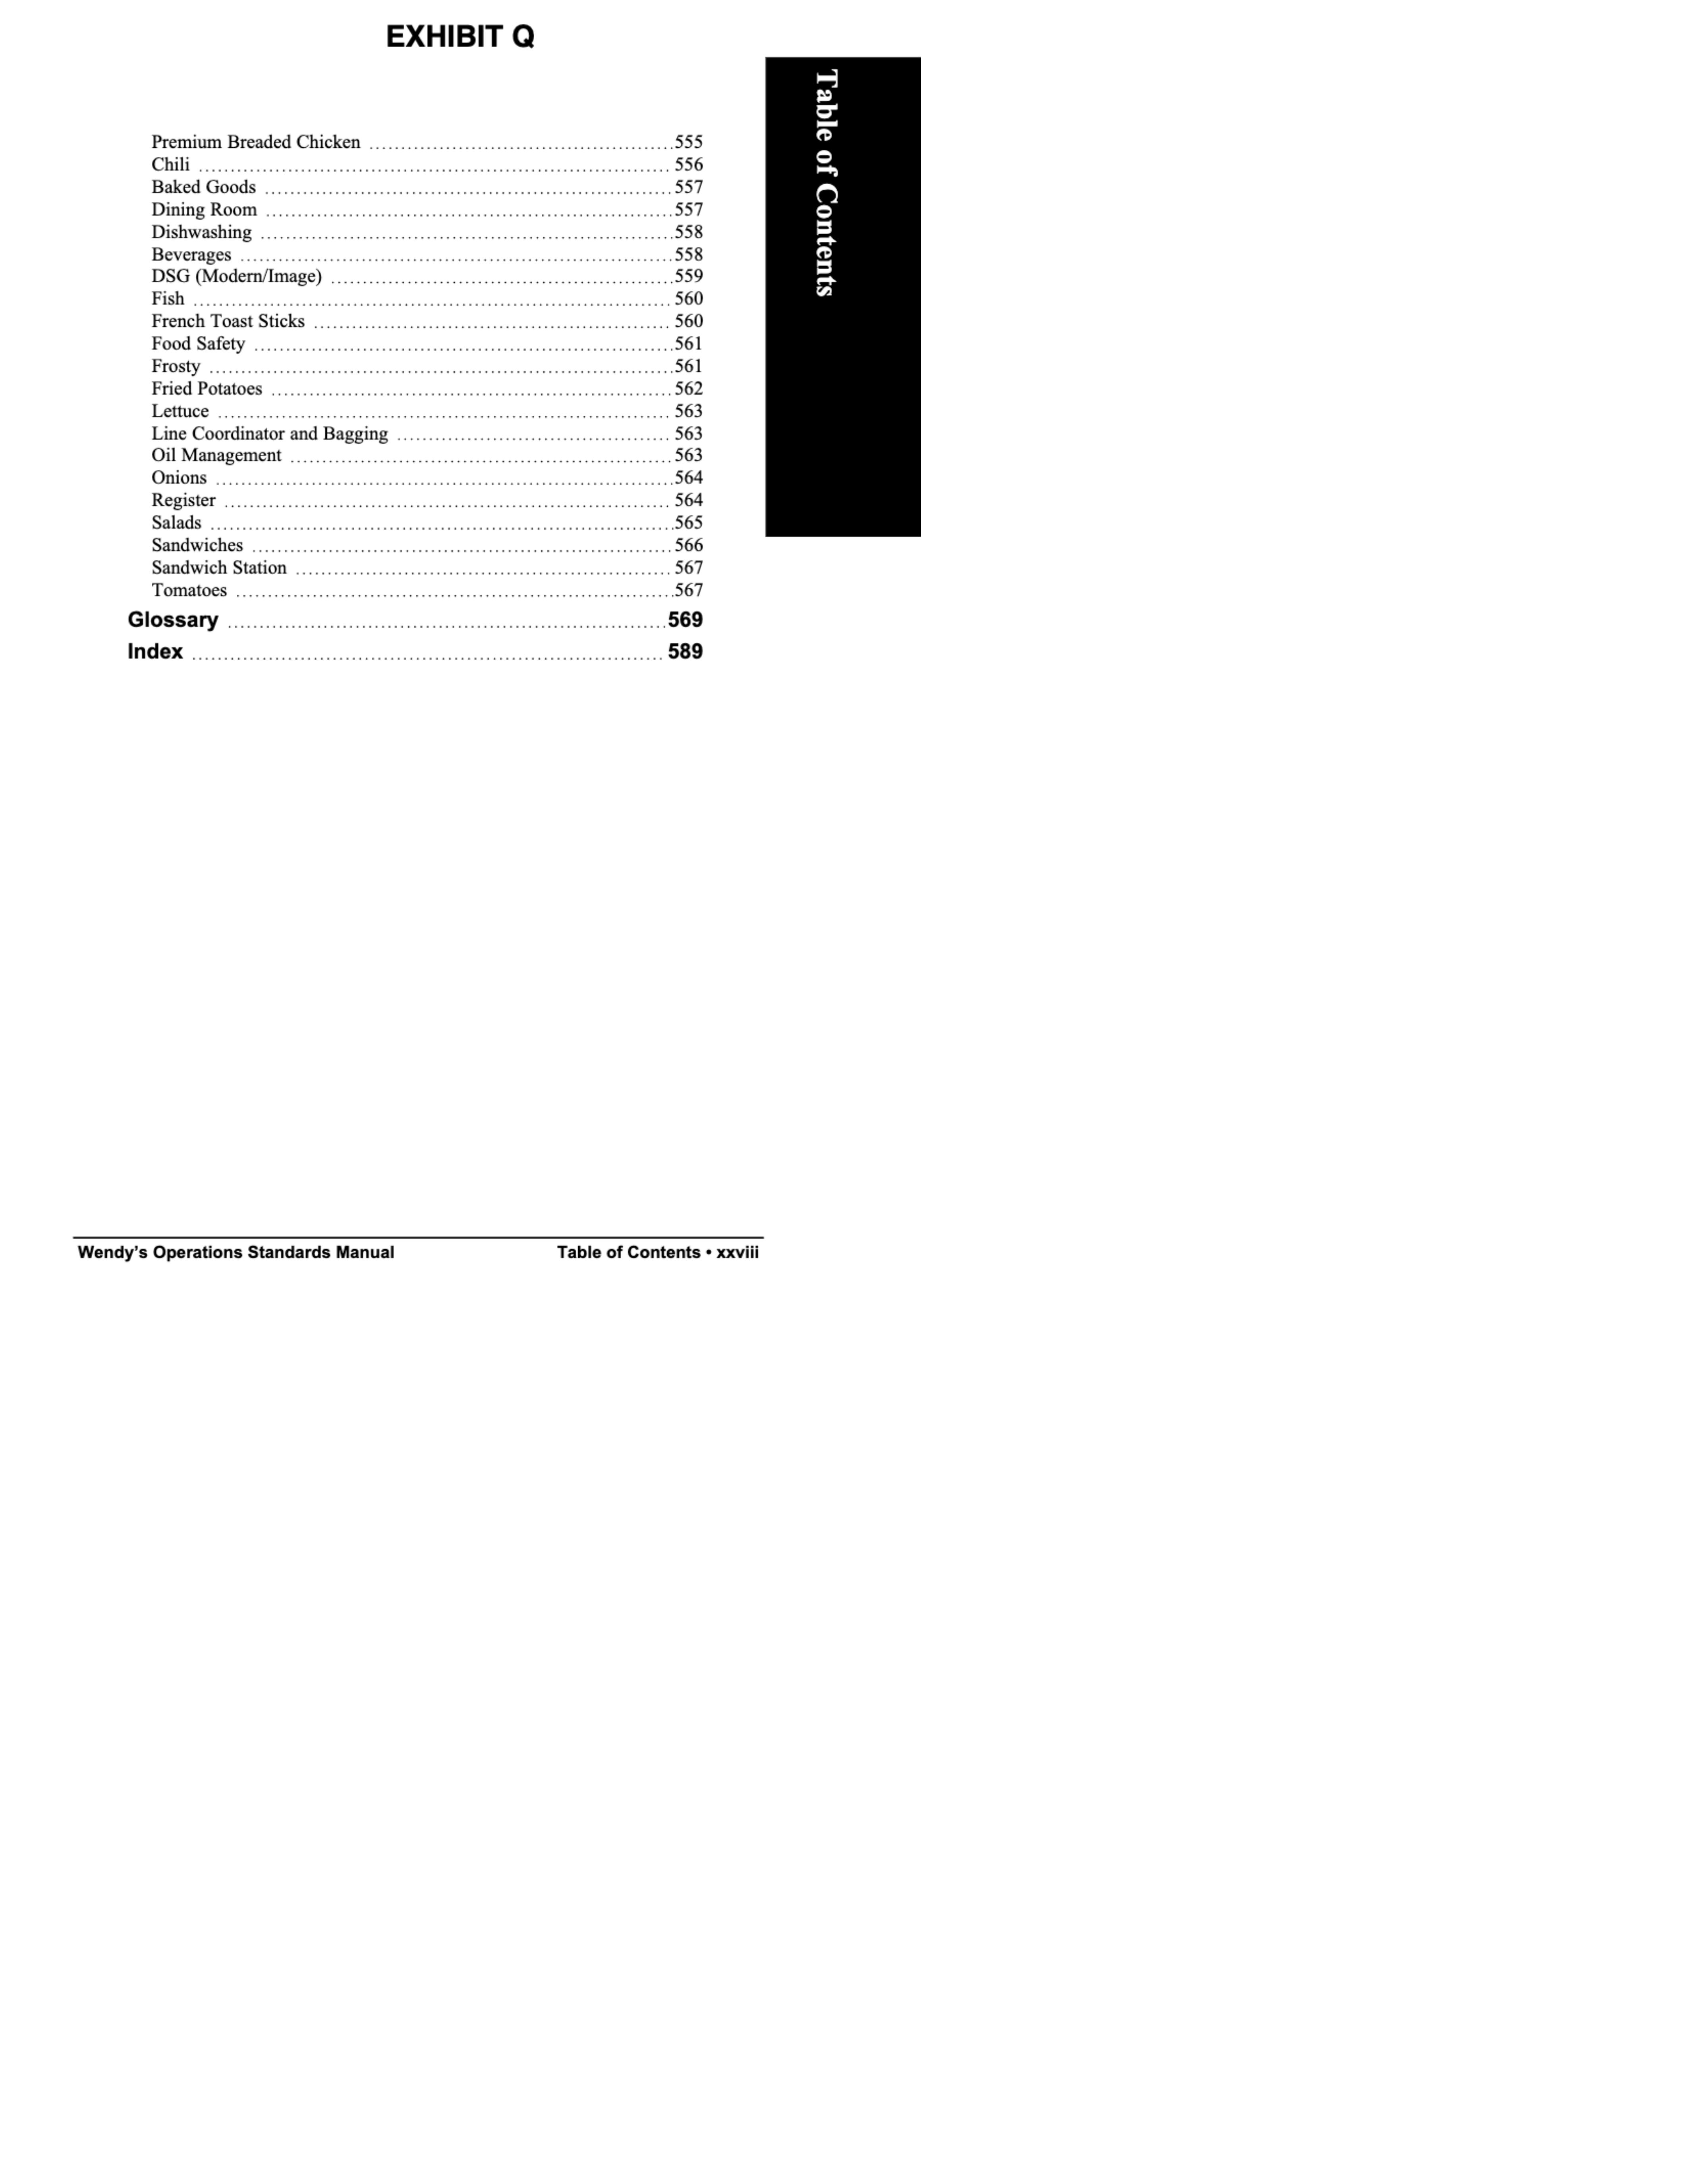 EXHIBIT Q
Table of Contents
Premium Breaded Chicken ................................................ 555
Chili ........................................................................... 556
Baked Goods ................................................................ 557
Dining Room ................................................................ 557
Dishwashing ................................................................. 558
Beverages .................................................................... 558
DSG (Modern/Image) ...................................................... 559
Fish ........................................................................... 560
French Toast Sticks ........................................................ 560
Food Safety .................................................................. 561
Frosty ......................................................................... 561
Fried Potatoes ............................................................... 562
Lettuce ....................................................................... 563
Line Coordinator and Bagging ........................................... 563
Oil Management ............................................................ 563
Onions ........................................................................ 564
Register ....................................................................... 564
Salads ......................................................................... 565
Sandwiches .................................................................. 566
Sandwich Station ........................................................... 567
Tomatoes ..................................................................... 567
Glossary ..................................................................... 569
Index .......................................................................... 589
Wendy’s Operations Standards Manual Table of Contents • xxviii